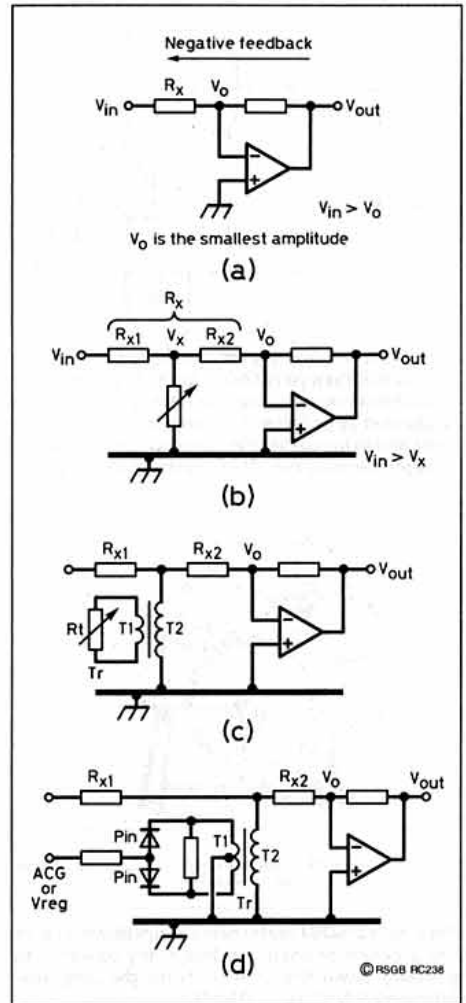 Negative feedback
Vin Rx Vo Vout
Vin > Vo
Vo is the smallest amplitude
(a)
Rx
Vin Rx1 Vx Rx2 Vo Vout
Vin > Vx
(b)
Rx1 Rx2 Vo Vout
Rt T1 T2
Tr
(c)
Rx1 Rx2 Vo Vout
Pin T1 T2
ACG
or
Vreg
Pin
Tr
(d)
© RSGB RC238